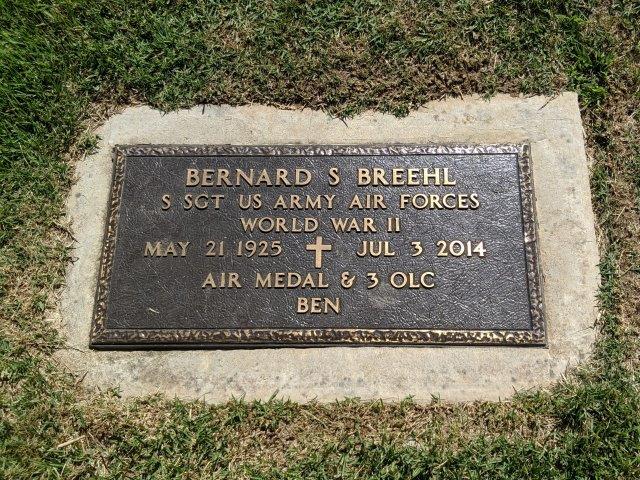 BERNARD S BREEHL
S SGT US ARMY AIR FORCES
WORLD WAR II
MAY 21 1925 JUL 3 2014
AIR MEDAL & 3 OLC
BEN